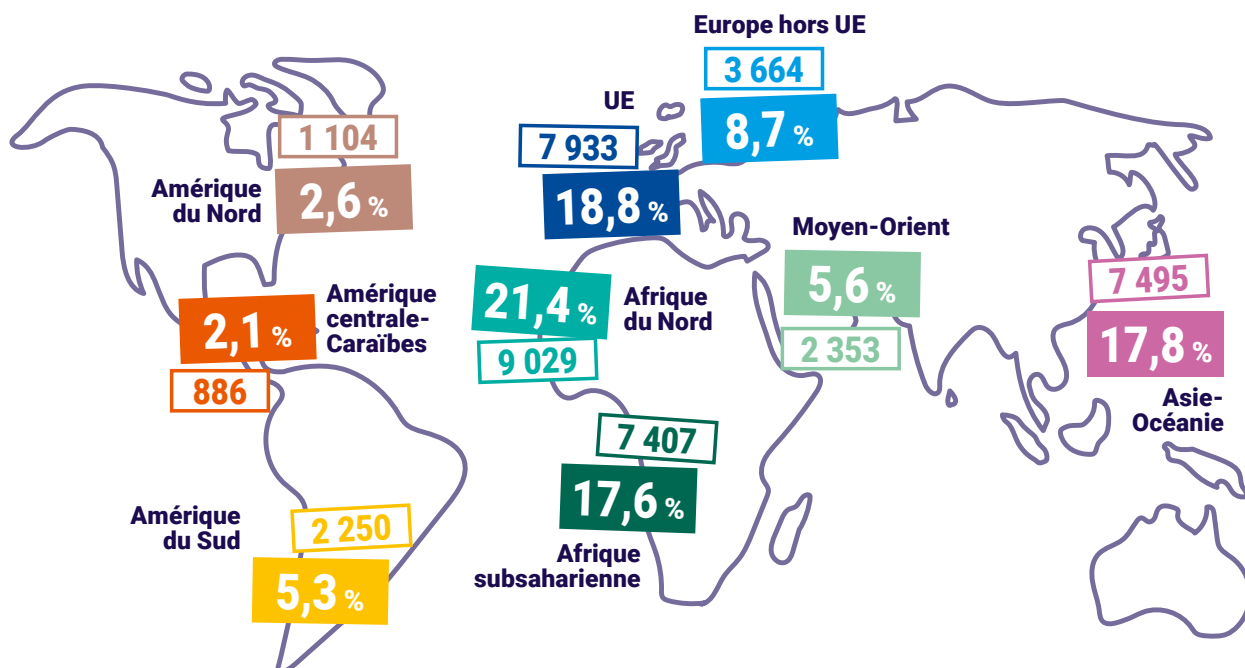 Europe hors UE
3 664
8,7 %
UE
7 933
18,8 %
1 104
Amérique
du Nord
2,6 %
Moyen-Orient
5,6 %
2 353
7 495
17,8 %
Asie-
Océanie
21,4 %
Afrique
du Nord
9 029
2,1 %
Amérique
centrale-
Caraïbes
886
7 407
17,6 %
Afrique
subsaharienne
Amérique
du Sud
2 250
5,3 %